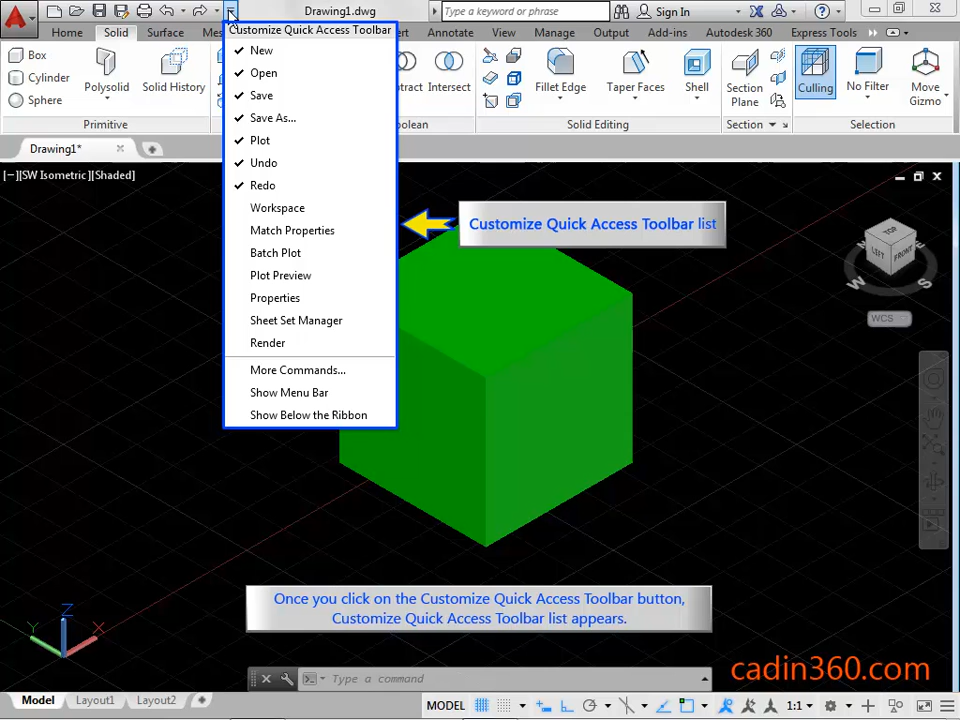 Drawing1.dwg
Type a keyword or phrase
Sign In
Home
Solid
Surface
Annotate
View
Manage
Output
Add-ins
Autodesk 360
Express Tools
Box
Cylinder
Sphere
Polysolid
Solid History
Intersect
Fillet Edge
Taper Faces
Shell
Section
Plane
Culling
No Filter
Move
Gizmo
Primitive
Solid Editing
Section
Selection
Drawing1*
Customize Quick Access Toolbar
New
Open
Save
Save As...
Plot
Undo
Redo
Workspace
Match Properties
Batch Plot
Plot Preview
Properties
Sheet Set Manager
Render
More Commands...
Show Menu Bar
Show Below the Ribbon
[−][SW Isometric][Shaded]
Customize Quick Access Toolbar list
TOP
LEFT
FRONT
W
S
WCS
Once you click on the Customize Quick Access Toolbar button,
Customize Quick Access Toolbar list appears.
Z
Y
X
Type a command
cadin360.com
Model
Layout1
Layout2
MODEL
1:1